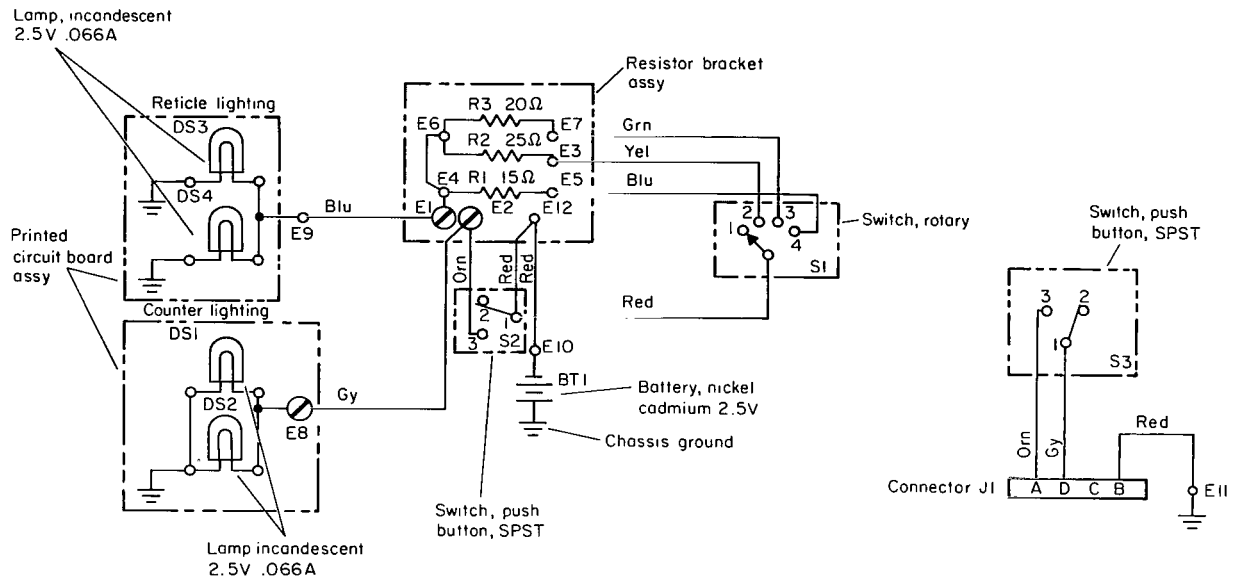 Lamp, incandescent
2.5V .066A
Reticle lighting
DS3
DS4
E9
Blu
Printed
circuit board
assy
Counter lighting
DS1
DS2
E8
Gy
Lamp incandescent
2.5V .066A
Resistor bracket
assy
R3 20Ω
E6
E7
R2 25Ω
E3
E4
R1 15Ω
E5
E1
E2
E12
Orn
Red
Red
2
1
3
S2
E10
BT1
Battery, nickel
cadmium 2.5V
Chassis ground
Switch, push
button, SPST
Grn
Yel
Blu
Red
2
3
1
4
S1
Switch, rotary
Switch, push
button, SPST
3
2
1
S3
Orn
Gy
Red
Connector J1
A D C B
E11